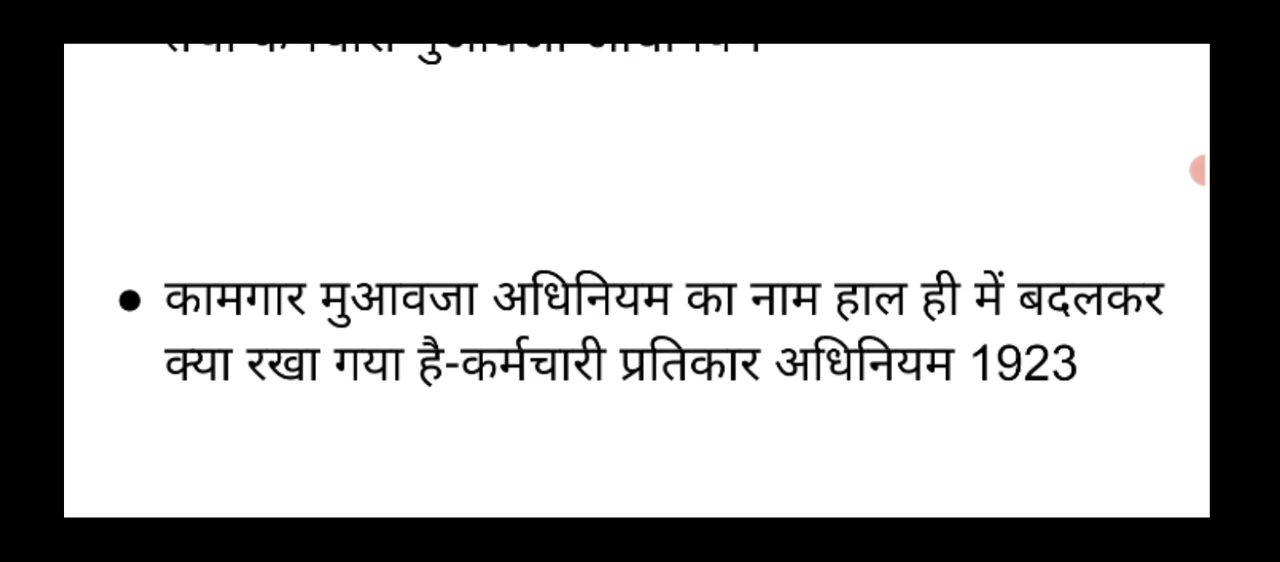 कामगार मुआवजा अधिनियम का नाम हाल ही में बदलकर
क्या रखा गया है-कर्मचारी प्रतिकार अधिनियम 1923